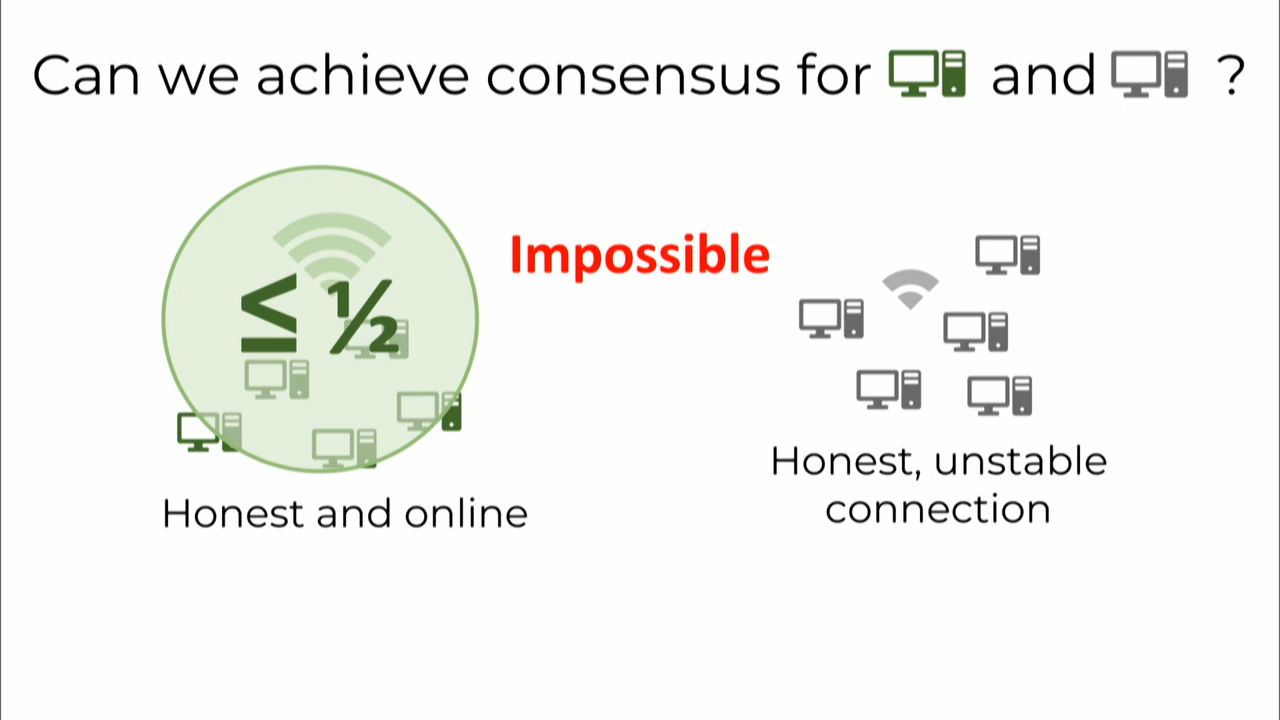 Can we achieve consensus for and ?
Impossible
≤ ½
Honest, unstable
connection
Honest and online